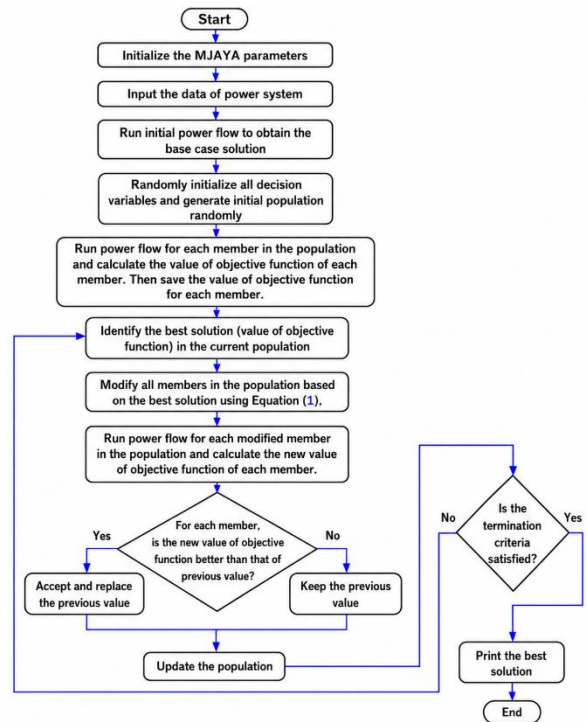 Start
Initialize the MJAYA parameters
Input the data of power system
Run initial power flow to obtain the
base case solution
Randomly initialize all decision
variables and generate initial population
randomly
Run power flow for each member in the population
and calculate the value of objective function of each
member. Then save the value of objective function
for each member.
Identify the best solution (value of objective
function) in the current population
Modify all members in the population based
on the best solution using Equation (1).
Run power flow for each modified member
in the population and calculate the new value
of objective function of each member.
Yes
For each member,
is the new value of objective
function better than that of
previous value?
No
Accept and replace
the previous value
Keep the previous
value
Update the population
No
Is the
termination
criteria
satisfied?
Yes
Print the best
solution
End